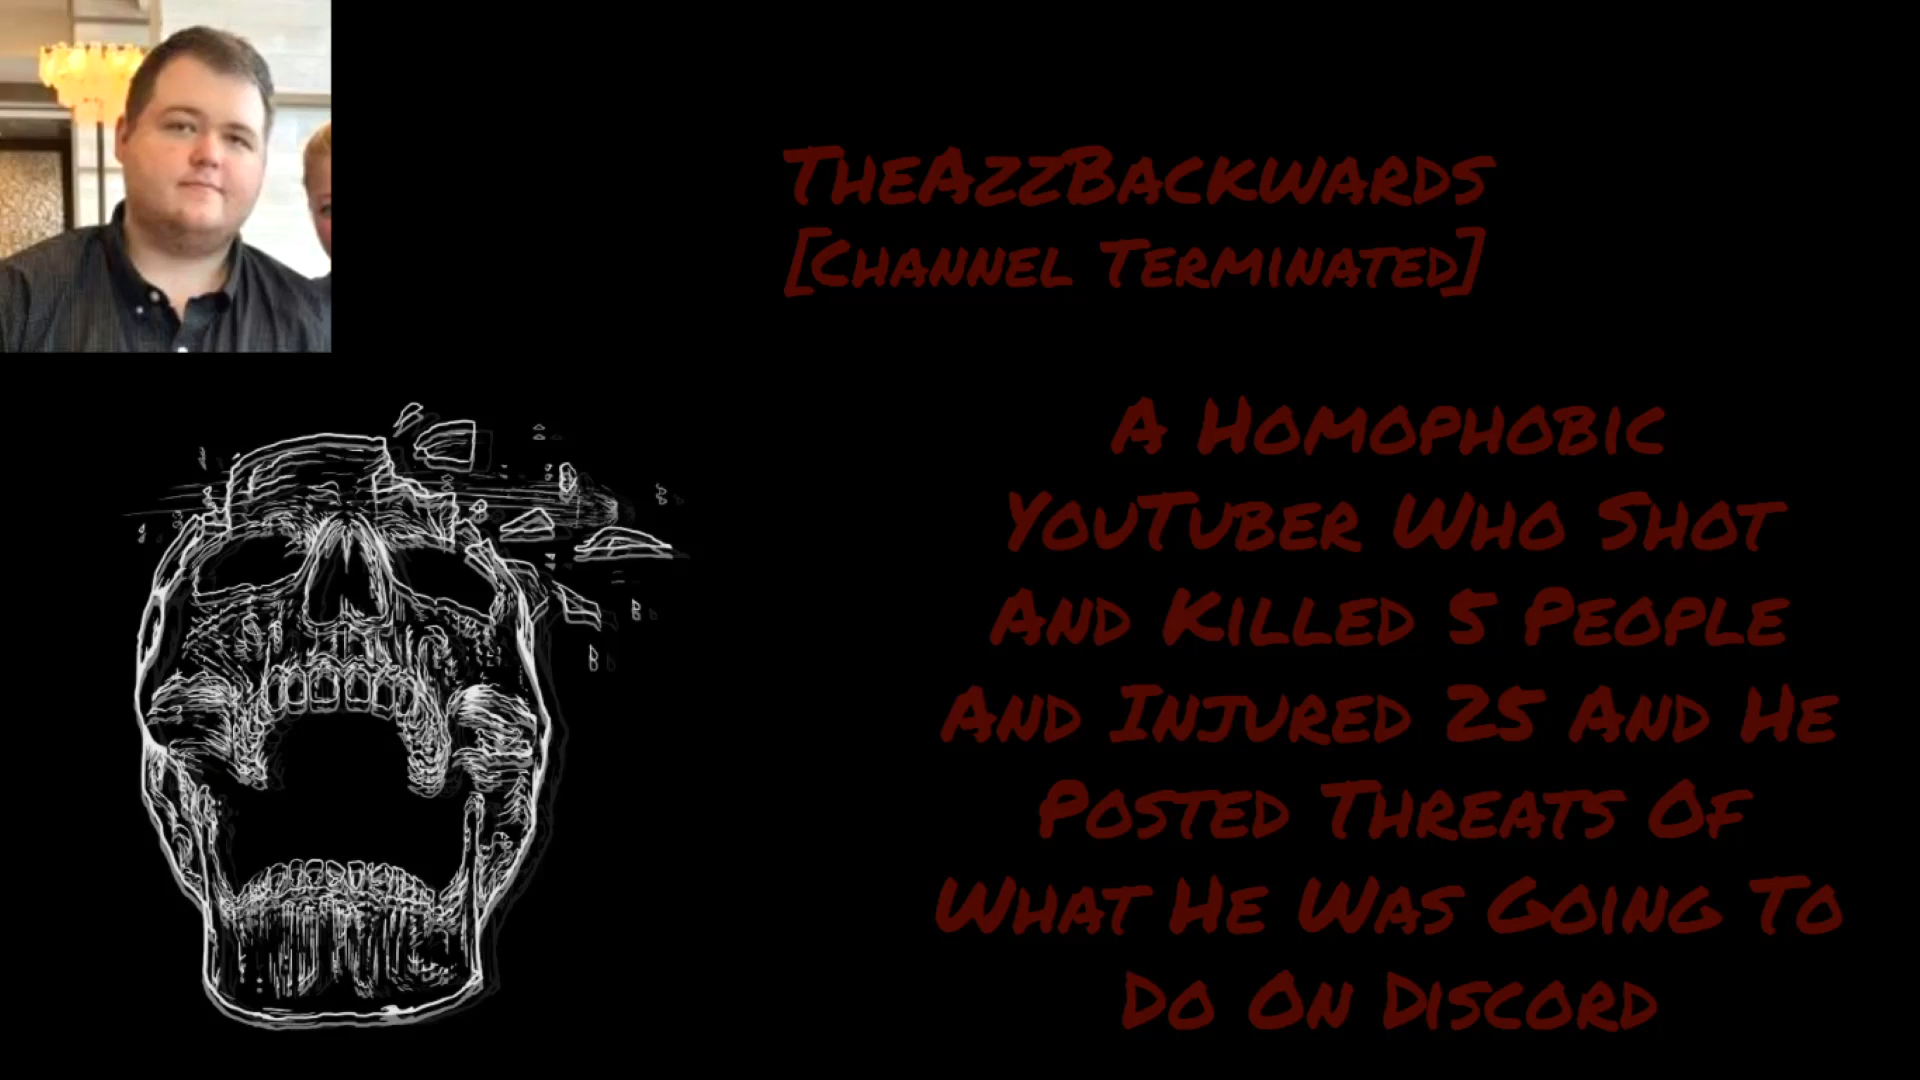 TheAzzBackwards
[Channel Terminated]
A Homophobic
YouTuber Who Shot
And Killed 5 People
And Injured 25 And He
Posted Threats Of
What He Was Going To
Do On Discord